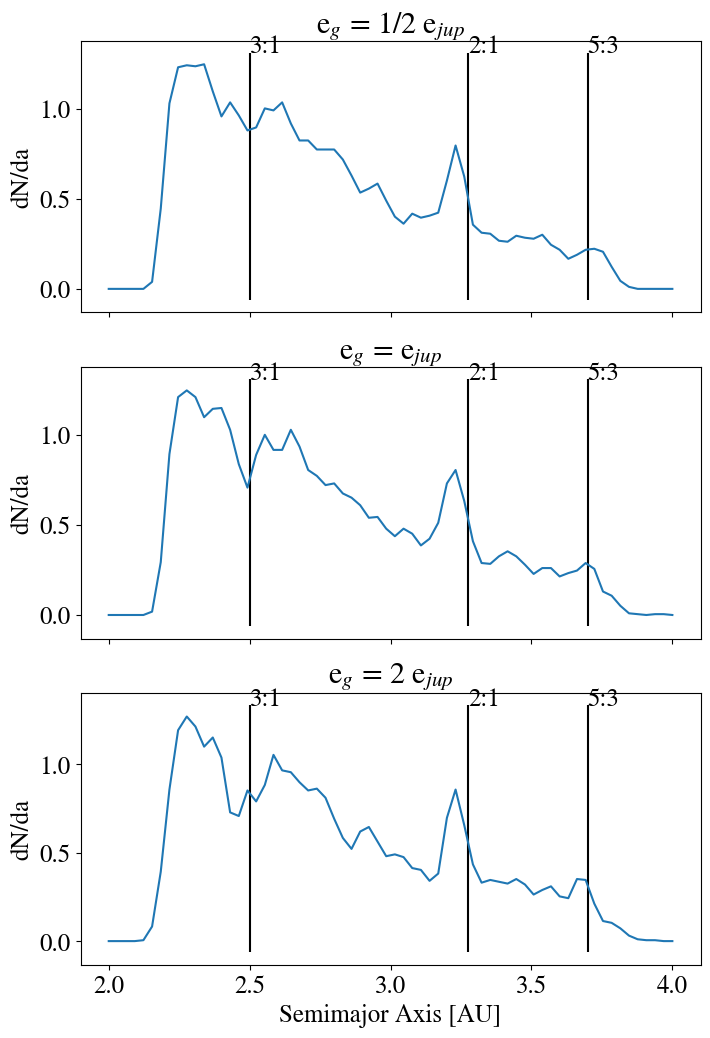 e_g = 1/2 e_jup
3:1 2:1 5:3
1.0
0.5
0.0
dN/da
e_g = e_jup
3:1 2:1 5:3
1.0
0.5
0.0
dN/da
e_g = 2 e_jup
3:1 2:1 5:3
1.0
0.5
0.0
dN/da
2.0 2.5 3.0 3.5 4.0
Semimajor Axis [AU]